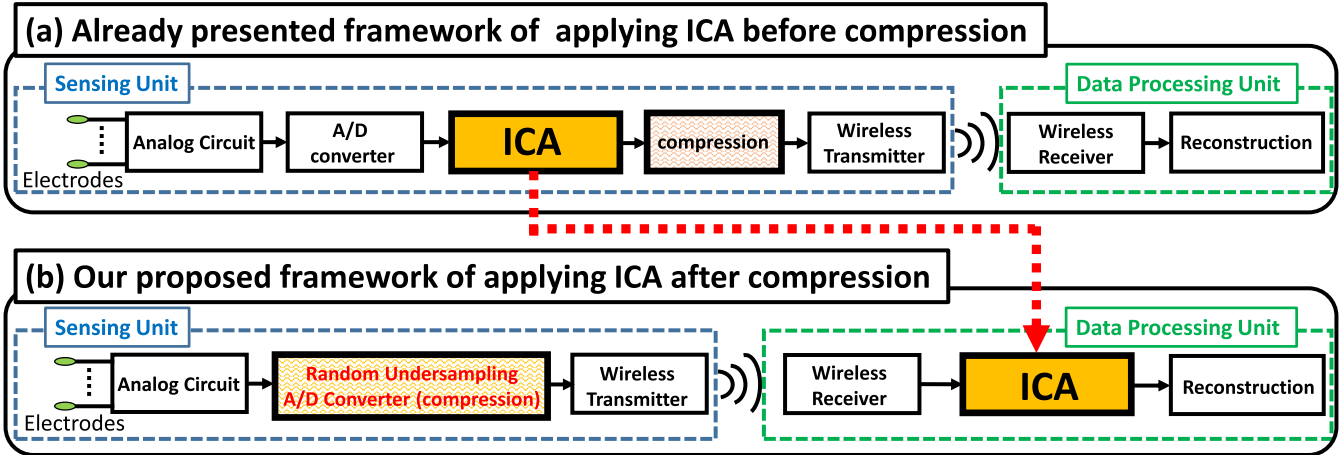 (a) Already presented framework of applying ICA before compression
Sensing Unit
Data Processing Unit
Electrodes
Analog Circuit
A/D
converter
ICA
compression
Wireless
Transmitter
Wireless
Receiver
Reconstruction
(b) Our proposed framework of applying ICA after compression
Sensing Unit
Data Processing Unit
Electrodes
Analog Circuit
Random Undersampling
A/D Converter (compression)
Wireless
Transmitter
Wireless
Receiver
ICA
Reconstruction